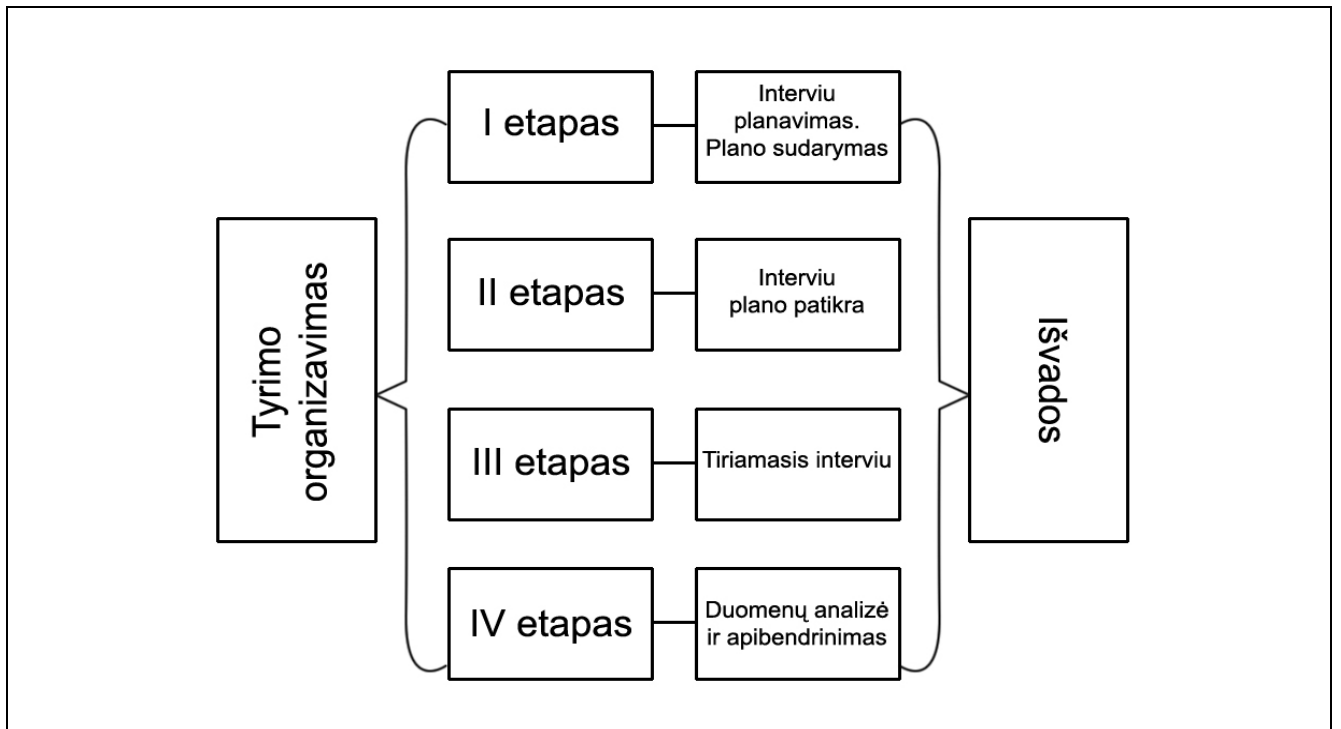 Tyrimo
organizavimas
I etapas
Interviu
planavimas.
Plano sudarymas
II etapas
Interviu
plano patikra
III etapas
Tiriamasis interviu
IV etapas
Duomenų analizė
ir apibendrinimas
Išvados